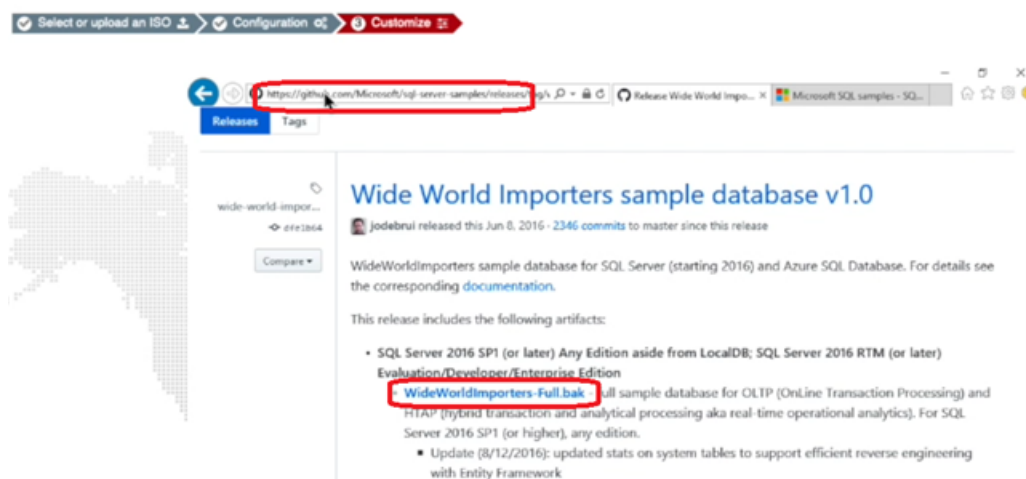 Select or upload an ISO
Configuration
3 Customize
https://github.com/Microsoft/sql-server-samples/releases/tag/v
Release Wide World Impo...
Microsoft SQL samples - SQ...
Releases
Tags
wide-world-impor...
Compare
Wide World Importers sample database v1.0
jodebrui released this Jun 8, 2016 · 2346 commits to master since this release
WideWorldImporters sample database for SQL Server (starting 2016) and Azure SQL Database. For details see
the corresponding documentation.
This release includes the following artifacts:
• SQL Server 2016 SP1 (or later) Any Edition aside from LocalDB; SQL Server 2016 RTM (or later)
Evaluation/Developer/Enterprise Edition
WideWorldImporters-Full.bak - full sample database for OLTP (OnLine Transaction Processing) and
HTAP (hybrid transaction and analytical processing aka real-time operational analytics). For SQL
Server 2016 SP1 (or higher), any edition.
▪ Update (8/12/2016): updated stats on system tables to support efficient reverse engineering
with Entity Framework